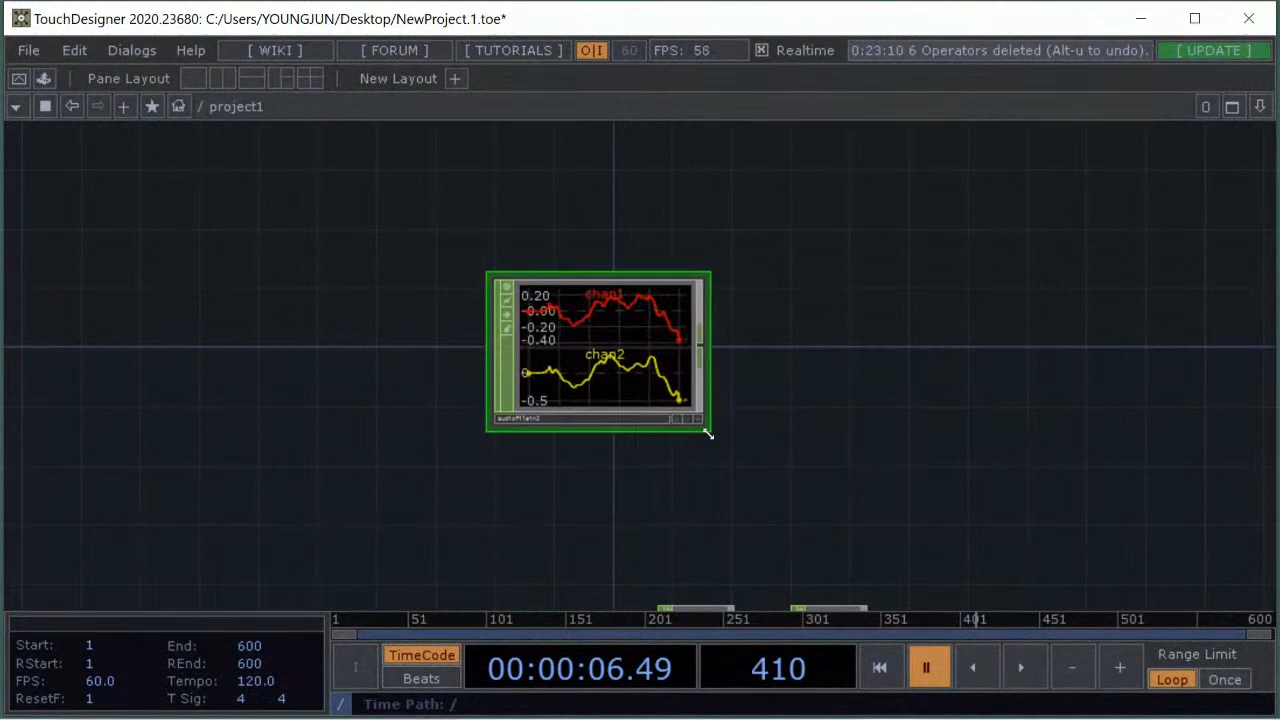 TouchDesigner 2020.23680: C:/Users/YOUNGJUN/Desktop/NewProject.1.toe*
File Edit Dialogs Help [ WIKI ] [ FORUM ] [ TUTORIALS ] O|I 60 FPS: 58 Realtime 0:23:10 6 Operators deleted (Alt-u to undo). [ UPDATE ]
Pane Layout New Layout +
/ project1 0
0.20 chan1
-0.00
-0.20
-0.40
chan2
0
-0.5
1 51 101 151 201 251 301 351 401 451 501 600
Start: 1 End: 600
RStart: 1 REnd: 600
FPS: 60.0 Tempo: 120.0
ResetF: 1 T Sig: 4 4
TimeCode
Beats
00:00:06.49 410
Range Limit
Loop Once
/ Time Path: /